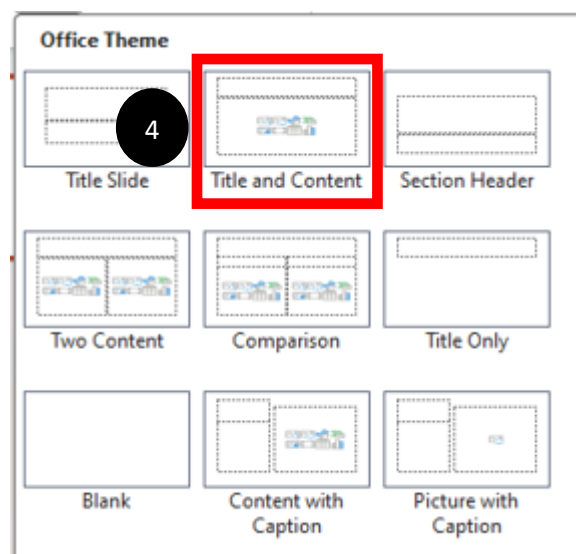 Office Theme
4
Title Slide
Title and Content
Section Header
Two Content
Comparison
Title Only
Blank
Content with
Caption
Picture with
Caption